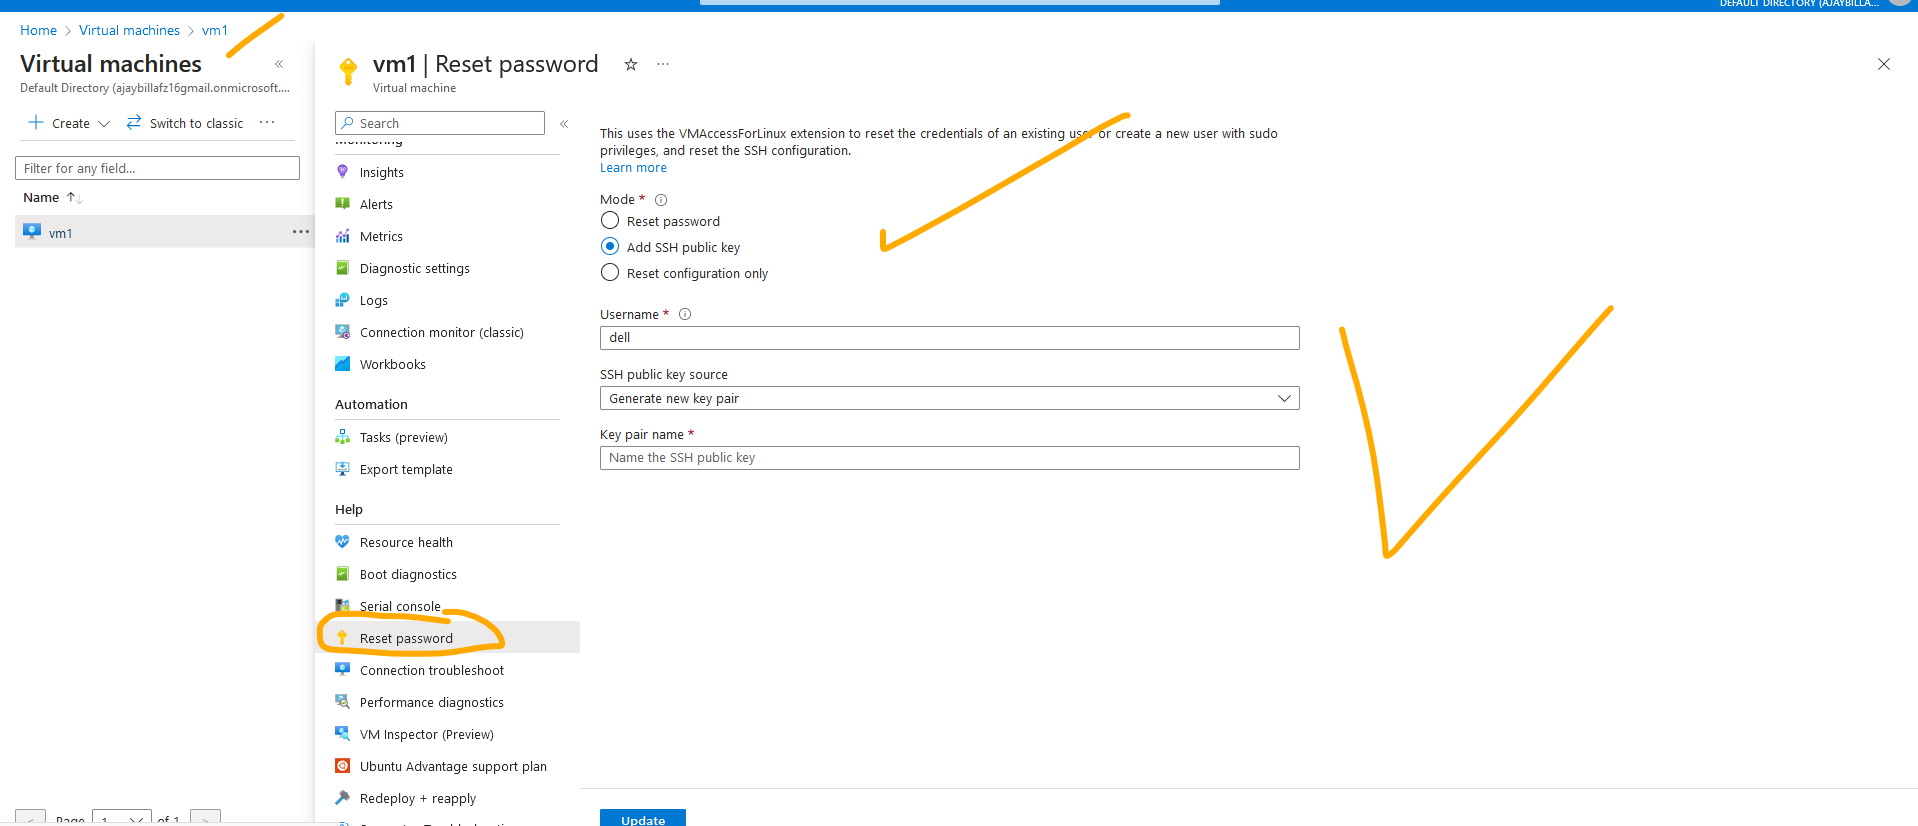 DEFAULT DIRECTORY (AJAYBILLA...
Home > Virtual machines > vm1
Virtual machines «
Default Directory (ajaybillafz16gmail.onmicrosoft....
+ Create Switch to classic ...
Filter for any field...
Name ↑↓
vm1 ...
Page 1 of 1
vm1 | Reset password ☆ ...
Virtual machine
Search «
Monitoring
Insights
Alerts
Metrics
Diagnostic settings
Logs
Connection monitor (classic)
Workbooks
Automation
Tasks (preview)
Export template
Help
Resource health
Boot diagnostics
Serial console
Reset password
Connection troubleshoot
Performance diagnostics
VM Inspector (Preview)
Ubuntu Advantage support plan
Redeploy + reapply
This uses the VMAccessForLinux extension to reset the credentials of an existing user or create a new user with sudo
privileges, and reset the SSH configuration.
Learn more
Mode *
Reset password
Add SSH public key
Reset configuration only
Username *
dell
SSH public key source
Generate new key pair
Key pair name *
Name the SSH public key
Update